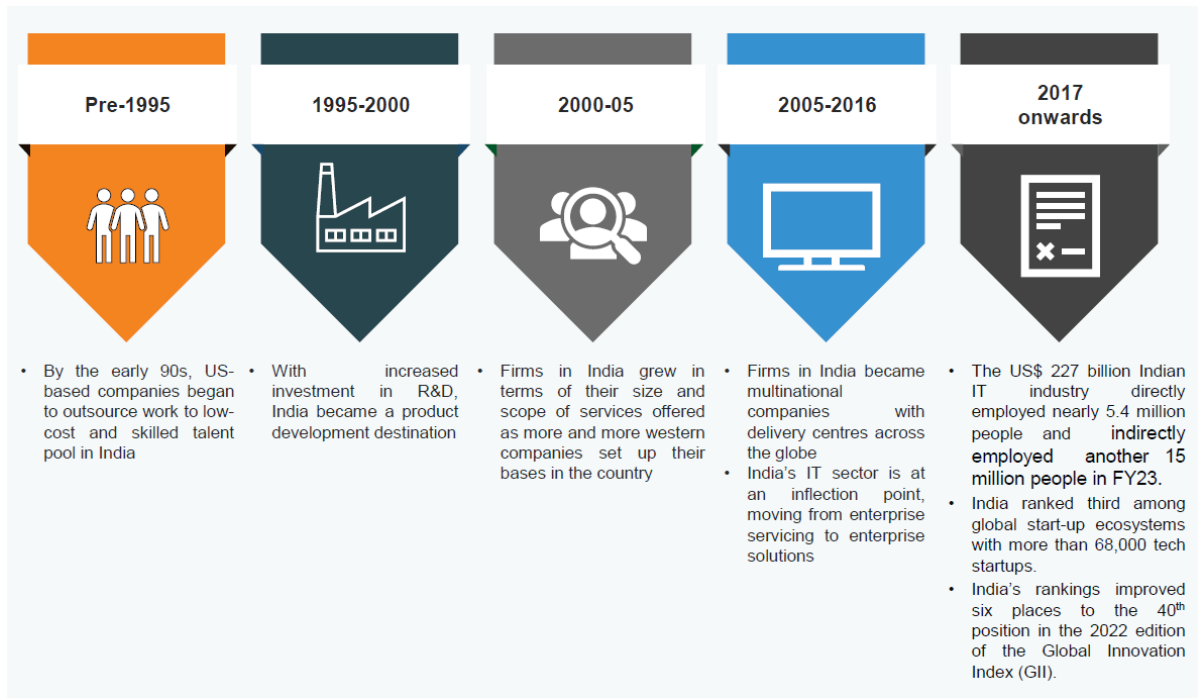 Pre-1995
1995-2000
2000-05
2005-2016
2017
onwards
• By the early 90s, US-
based companies began
to outsource work to low-
cost and skilled talent
pool in India
• With increased
investment in R&D,
India became a product
development destination
• Firms in India grew in
terms of their size and
scope of services offered
as more and more western
companies set up their
bases in the country
• Firms in India became
multinational
companies with
delivery centres across
the globe
• India’s IT sector is at
an inflection point,
moving from enterprise
servicing to enterprise
solutions
• The US$ 227 billion Indian
IT industry directly
employed nearly 5.4 million
people and indirectly
employed another 15
million people in FY23.
• India ranked third among
global start-up ecosystems
with more than 68,000 tech
startups.
• India’s rankings improved
six places to the 40th
position in the 2022 edition
of the Global Innovation
Index (GII).